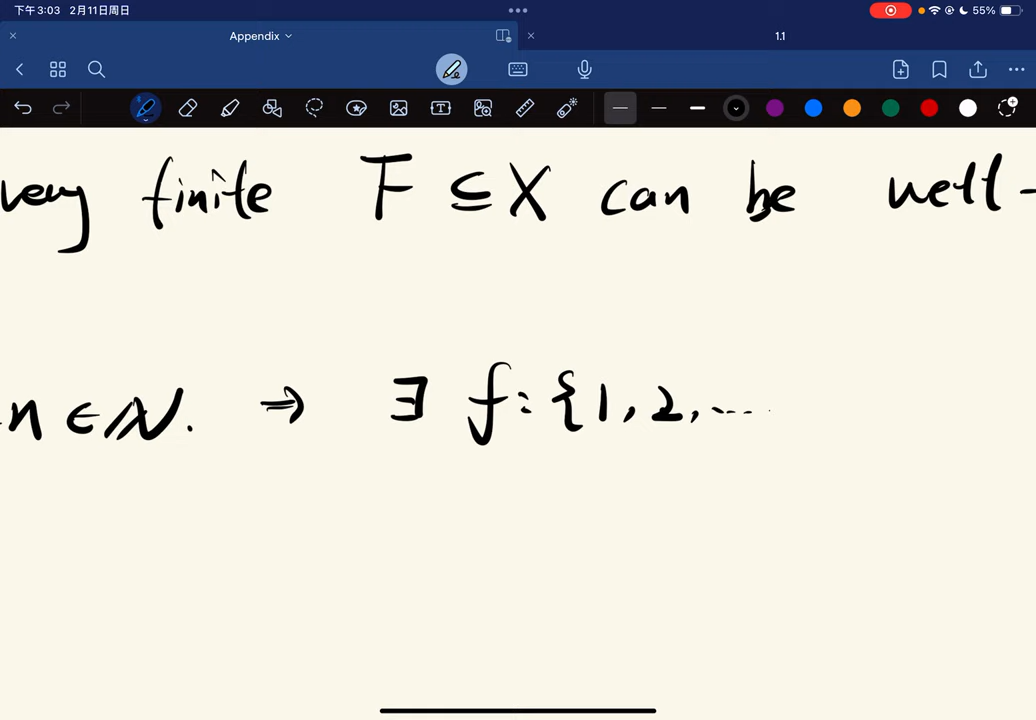 下午3:03 2月11日周日
55%
Appendix
1.1
very finite F ⊆ X can be well-
n ∈ ℕ. ⇒ ∃ f: {1, 2, ...